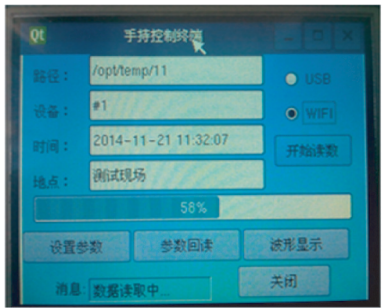 Qt 手持控制终端
路径： /opt/temp/11 USB
设备： #1 WIFI
时间： 2014-11-21 11:32:07 开始读数
地点： 测试现场
56%
设置参数 参数回读 波形显示
消息 数据读取中... 关闭